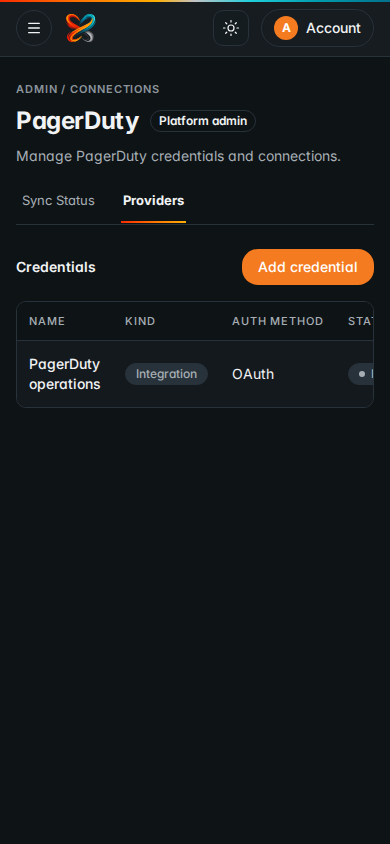 A Account
ADMIN / CONNECTIONS
PagerDuty Platform admin
Manage PagerDuty credentials and connections.
Sync Status Providers
Credentials Add credential
NAME KIND AUTH METHOD
PagerDuty operations Integration OAuth